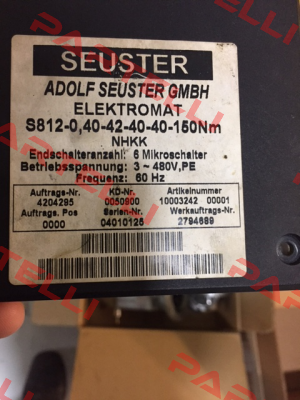 SEUSTER
ADOLF SEUSTER GMBH
ELEKTROMAT
S812-0,40-42-40-40-150Nm
NHKK
Endschalteranzahl: 6 Mikroschalter
Betriebsspannung: 3 ~ 480V,PE
Frequenz: 60 Hz
Auftrags-Nr. KD-Nr. Artikelnummer
4204295 0050900 10003242 00001
Auftrags. Pos Serien-Nr. Werkauftrags-Nr.
0000 04010126 2794689